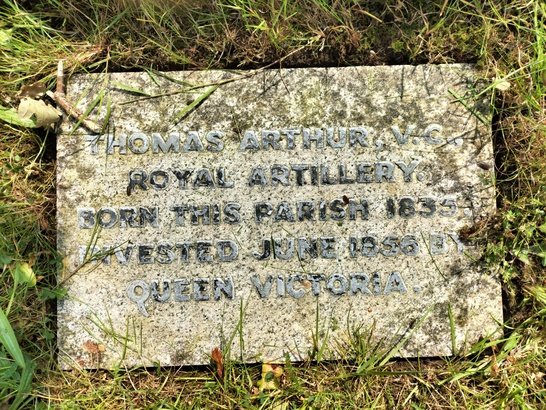 THOMAS ARTHUR, V.C.,
ROYAL ARTILLERY.
BORN THIS PARISH 1835.
INVESTED JUNE 1856 BY
QUEEN VICTORIA.